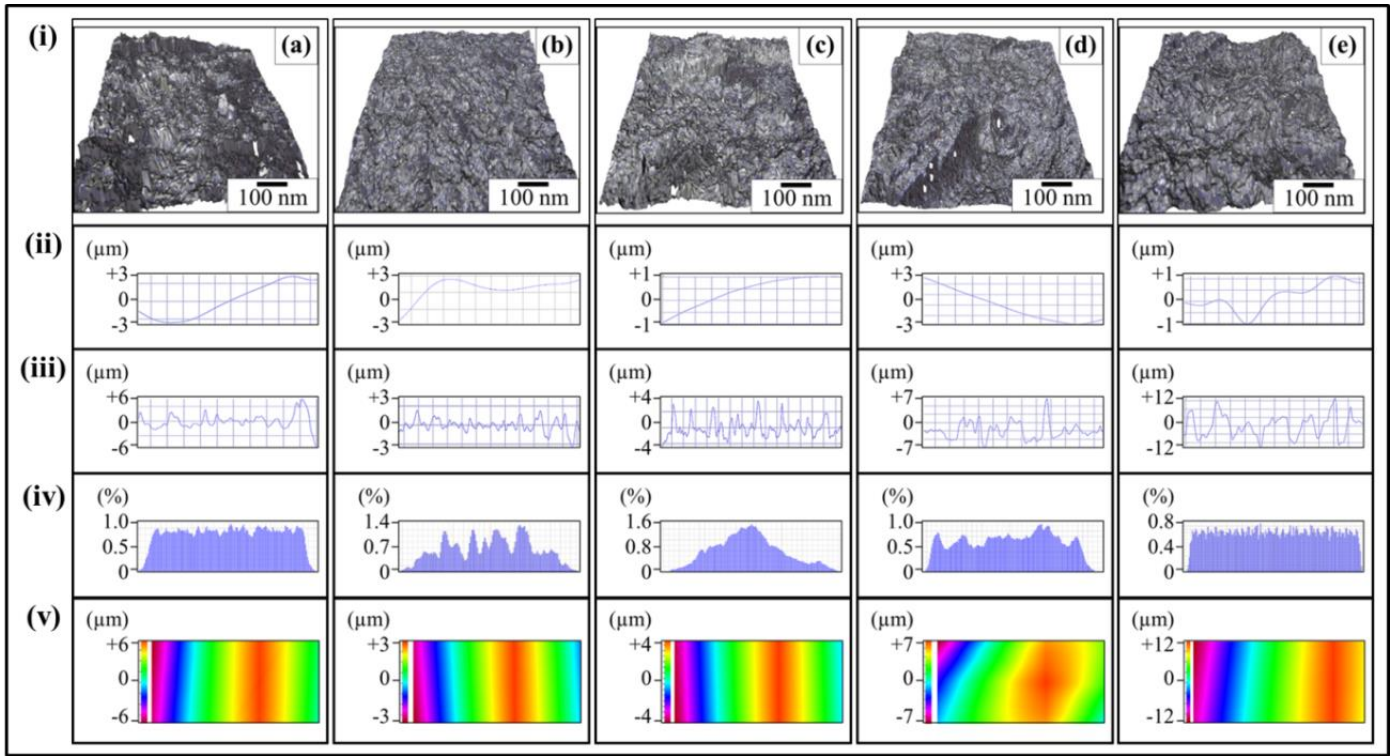 (i)
(a)
(b)
(c)
(d)
(e)
100 nm
100 nm
100 nm
100 nm
100 nm
(ii)
(µm)
+3
0
-3
(µm)
+3
0
-3
(µm)
+1
0
-1
(µm)
+3
0
-3
(µm)
+1
0
-1
(iii)
(µm)
+6
0
-6
(µm)
+3
0
-3
(µm)
+4
0
-4
(µm)
+7
0
-7
(µm)
+12
0
-12
(iv)
(%)
1.0
0.5
0
(%)
1.4
0.7
0
(%)
1.6
0.8
0
(%)
1.0
0.5
0
(%)
0.8
0.4
0
(v)
(µm)
+6
0
-6
(µm)
+3
0
-3
(µm)
+4
0
-4
(µm)
+7
0
-7
(µm)
+12
0
-12